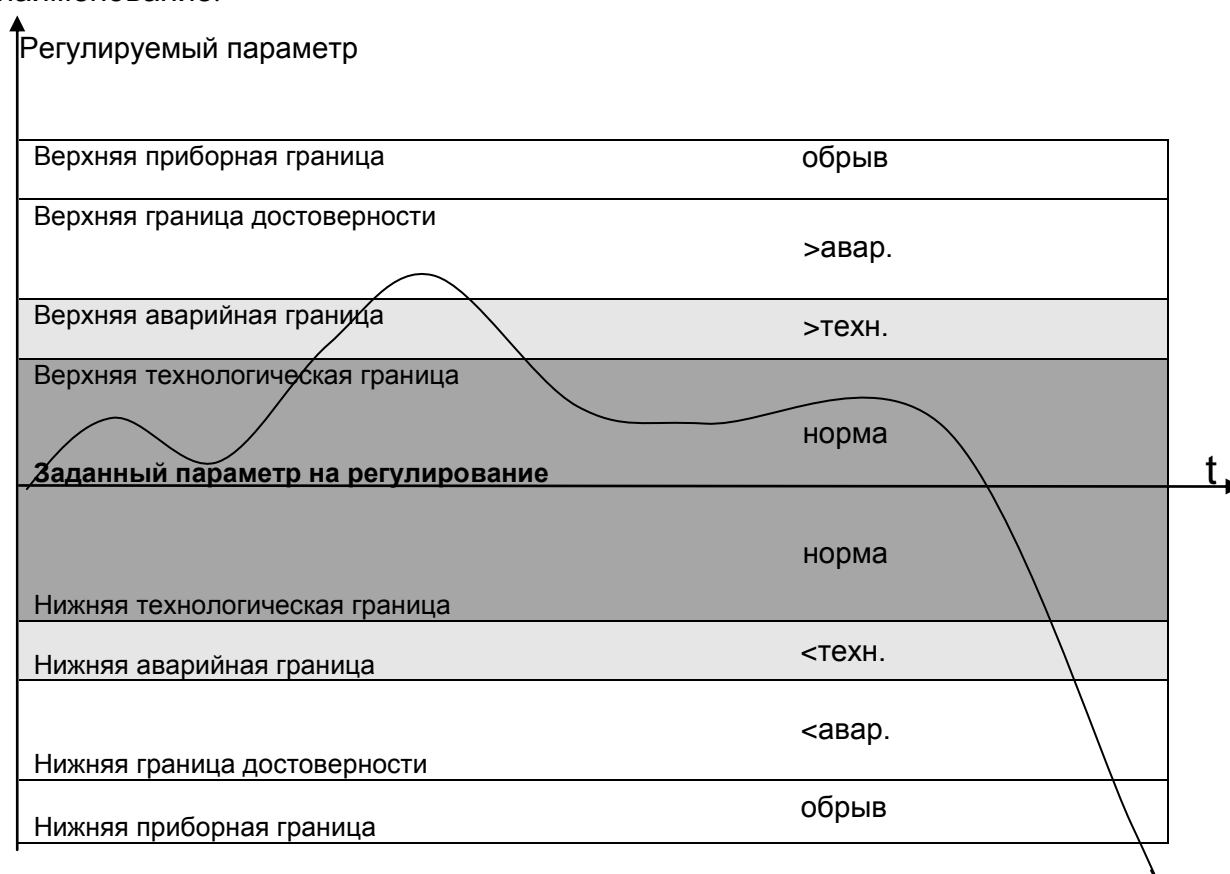 Регулируемый параметр
Верхняя приборная граница обрыв
Верхняя граница достоверности
>авар.
Верхняя аварийная граница
>техн.
Верхняя технологическая граница
норма
Заданный параметр на регулирование
t
норма
Нижняя технологическая граница
<техн.
Нижняя аварийная граница
<авар.
Нижняя граница достоверности
обрыв
Нижняя приборная граница